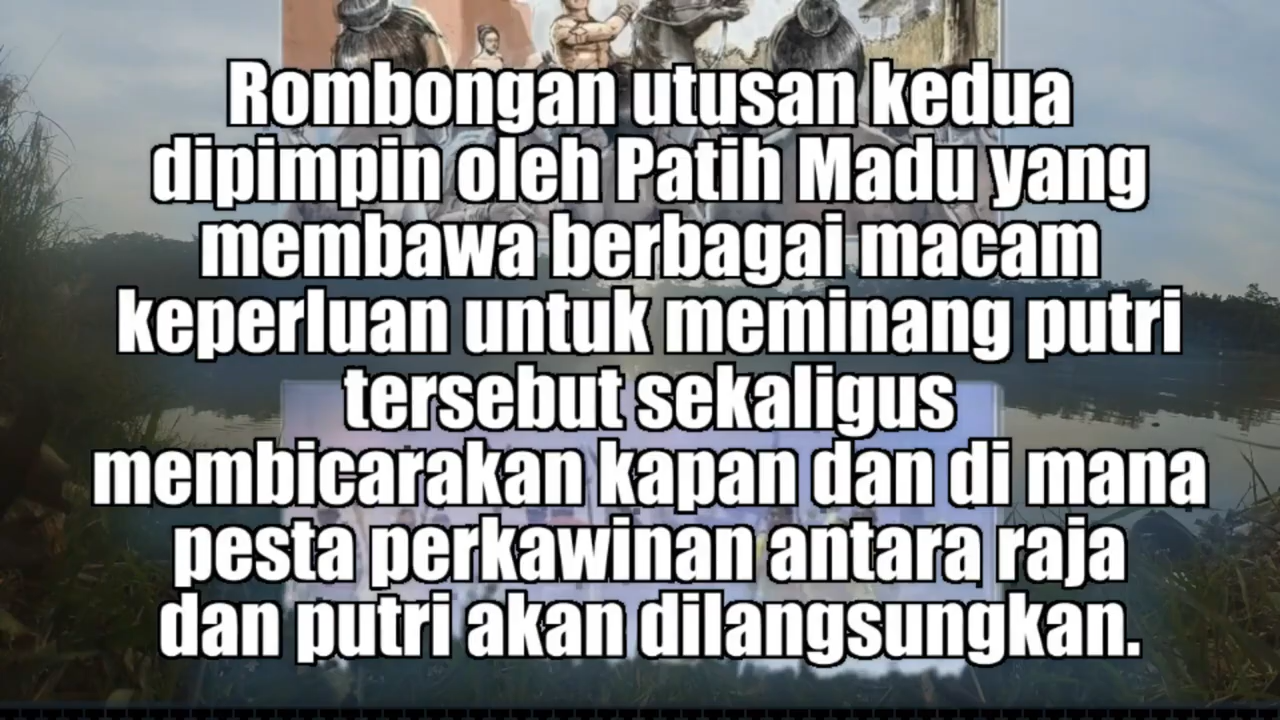 Rombongan utusan kedua
dipimpin oleh Patih Madu yang
membawa berbagai macam
keperluan untuk meminang putri
tersebut sekaligus
membicarakan kapan dan di mana
pesta perkawinan antara raja
dan putri akan dilangsungkan.